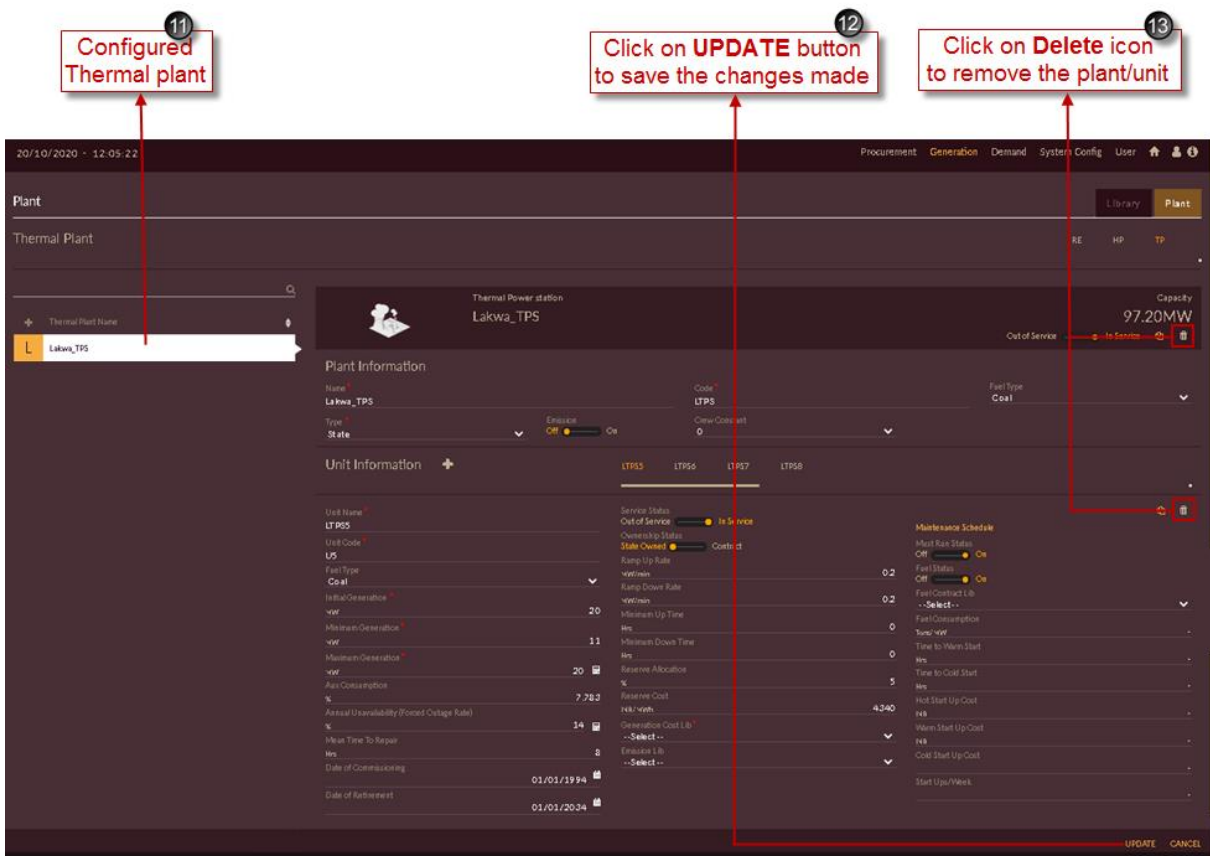 11
Configured
Thermal plant
12
Click on UPDATE button
to save the changes made
13
Click on Delete icon
to remove the plant/unit
20/10/2020 - 12:05:22
Procurement Generation Demand System Config User
Plant
Library Plant
Thermal Plant
RE HP TP
Thermal Power station
Lakwa_TPS
Capacity
97.20MW
Out of Service In Service
Thermal Plant Name
L Lakwa_TPS
Plant Information
Name *
Lakwa_TPS
Code *
LTPS
Fuel Type
Coal
Type *
State
Emission
Off On
Crew Constant
0
Unit Information
LTPS5 LTPS6 LTPS7 LTPS8
Unit Name *
LTPS5
Unit Code *
U5
Fuel Type
Coal
Initial Generation *
MW 20
Minimum Generation *
MW 11
Maximum Generation *
MW 20
Aux Consumption
% 7.783
Annual Unavailability (Forced Outage Rate)
% 14
Mean Time To Repair
Hrs 8
Date of Commissioning
01/01/1994
Date of Retirement
01/01/2034
Service Status
Out of Service In Service
Ownership Status
State Owned Contract
Ramp Up Rate
MW/min 0.2
Ramp Down Rate
MW/min 0.2
Minimum Up Time
Hrs 0
Minimum Down Time
Hrs 0
Reserve Allocation
% 5
Reserve Cost
4340
Generation Cost Lib *
--Select--
Emission Lib
--Select--
Maintenance Schedule
Must Run Status
Off On
Fuel Status
Off On
Fuel Contract Lib
--Select--
Fuel Consumption
Tons/ MW -
Time to Warm Start
Hrs -
Time to Cold Start
Hrs -
Hot Start Up Cost
-
Warm Start Up Cost
-
Cold Start Up Cost
-
Start Ups/Week
-
UPDATE CANCEL